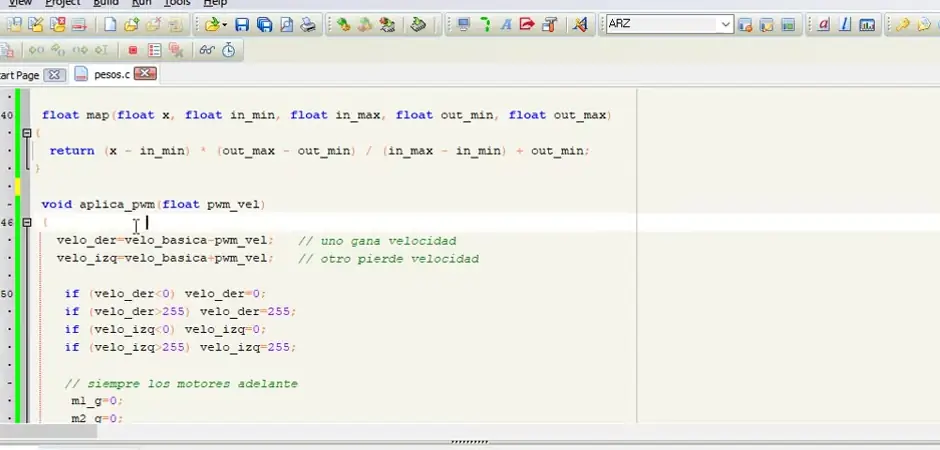 View Project Build Run Tools Help
ARZ
Start Page pesos.c
40 float map(float x, float in_min, float in_max, float out_min, float out_max)
{
return (x - in_min) * (out_max - out_min) / (in_max - in_min) + out_min;
}
void aplica_pwm(float pwm_vel)
46 {
velo_der=velo_basica-pwm_vel; // uno gana velocidad
velo_izq=velo_basica+pwm_vel; // otro pierde velocidad
50 if (velo_der<0) velo_der=0;
if (velo_der>255) velo_der=255;
if (velo_izq<0) velo_izq=0;
if (velo_izq>255) velo_izq=255;
// siempre los motores adelante
m1_g=0;
m2_g=0;